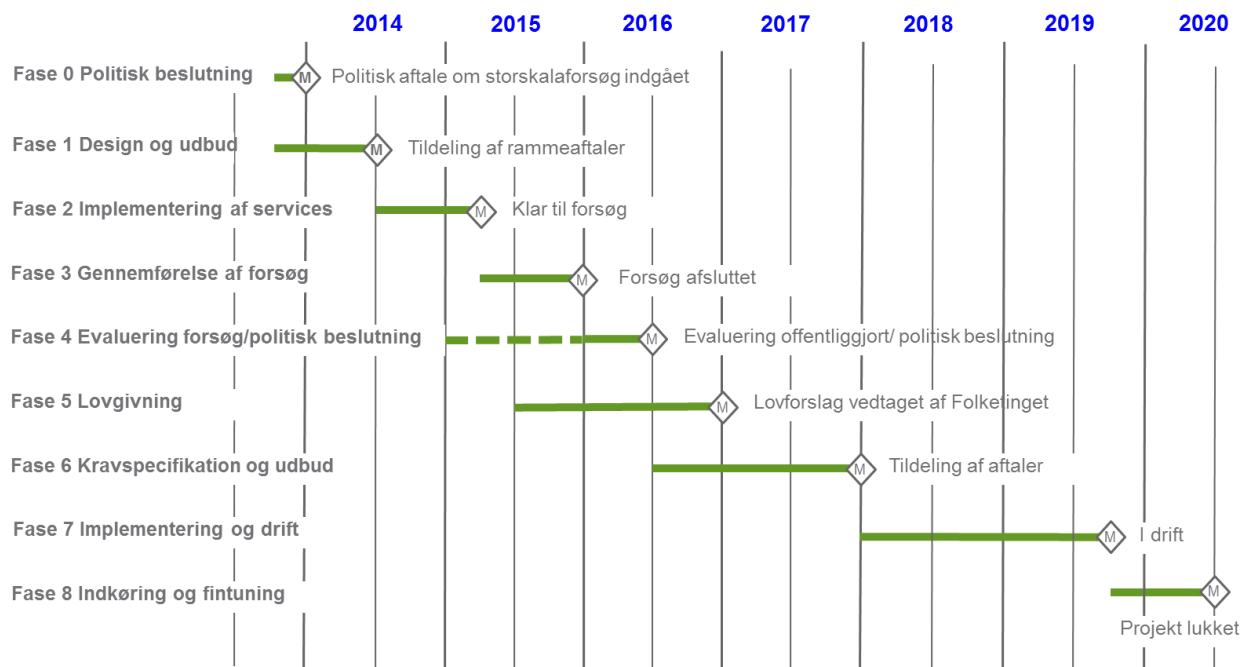 2014 2015 2016 2017 2018 2019 2020
Fase 0 Politisk beslutning M Politisk aftale om storskalaforsøg indgået
Fase 1 Design og udbud M Tildeling af rammeaftaler
Fase 2 Implementering af services M Klar til forsøg
Fase 3 Gennemførelse af forsøg M Forsøg afsluttet
Fase 4 Evaluering forsøg/politisk beslutning M Evaluering offentliggjort/ politisk beslutning
Fase 5 Lovgivning M Lovforslag vedtaget af Folketinget
Fase 6 Kravspecifikation og udbud M Tildeling af aftaler
Fase 7 Implementering og drift M I drift
Fase 8 Indkøring og fintuning M
Projekt lukket